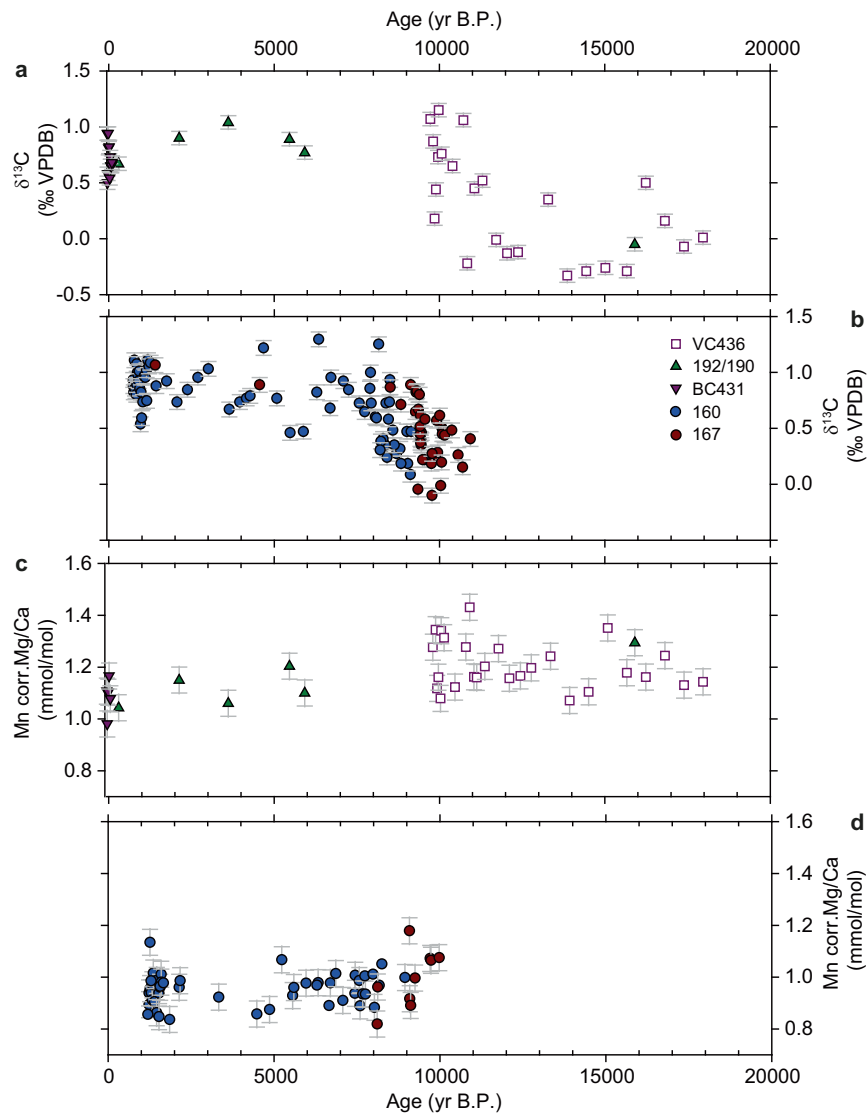 Age (yr B.P.)
0 5000 10000 15000 20000
a
1.5
1.0
0.5
0.0
-0.5
δ¹³C
(‰ VPDB)
b
1.5
1.0
0.5
0.0
δ¹³C
(‰ VPDB)
VC436
192/190
BC431
160
167
c
1.6
1.4
1.2
1.0
0.8
Mn corr.Mg/Ca
(mmol/mol)
d
1.6
1.4
1.2
1.0
0.8
Mn corr.Mg/Ca
(mmol/mol)
0 5000 10000 15000 20000
Age (yr B.P.)